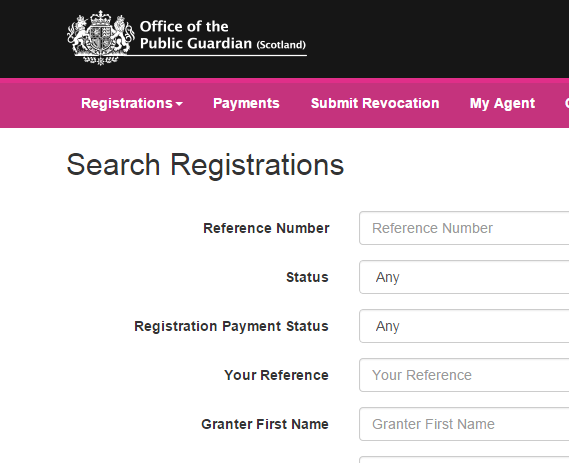 Office of the
Public Guardian (Scotland)
Registrations Payments Submit Revocation My Agent
Search Registrations
Reference Number Reference Number
Status Any
Registration Payment Status Any
Your Reference Your Reference
Granter First Name Granter First Name